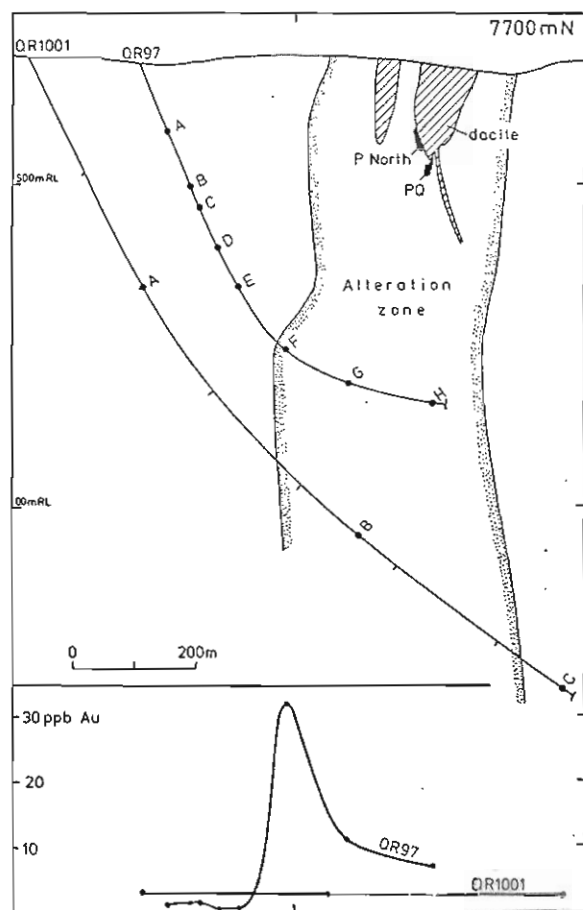 7700mN
QR1001
QR97
A
dacite
P North
B
500mRL
PQ
C
D
E
A
Alteration
zone
F
G
H
00mRL
B
0
200m
C
30 ppb Au
20
10
QR97
QR1001